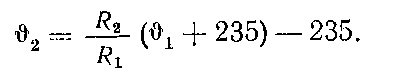 ϑ₂ = R₂/R₁ (ϑ₁ + 235) — 235.